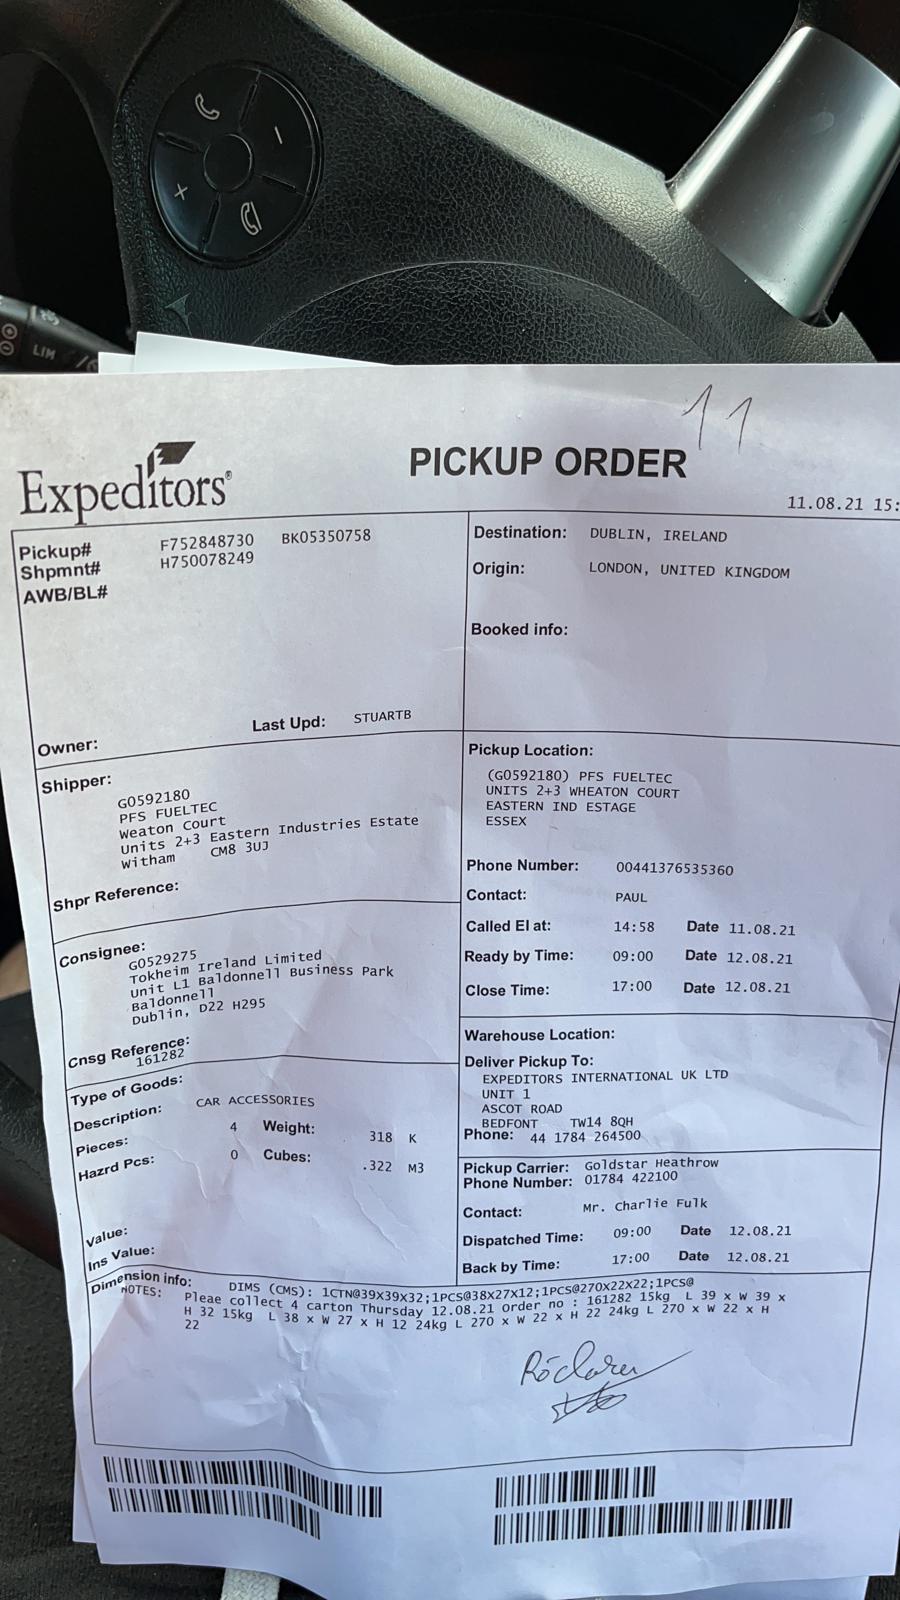 LIM
11
Expeditors®
PICKUP ORDER
11.08.21 15:
Pickup# F752848730 BK05350758
Shpmnt# H750078249
AWB/BL#
Owner:
Last Upd: STUARTB
Destination: DUBLIN, IRELAND
Origin: LONDON, UNITED KINGDOM
Booked info:
Shipper:
G0592180
PFS FUELTEC
Weaton Court
Units 2+3 Eastern Industries Estate
Witham CM8 3UJ
Shpr Reference:
Pickup Location:
(G0592180) PFS FUELTEC
UNITS 2+3 WHEATON COURT
EASTERN IND ESTAGE
ESSEX
Phone Number: 00441376535360
Contact: PAUL
Called EI at: 14:58 Date 11.08.21
Ready by Time: 09:00 Date 12.08.21
Close Time: 17:00 Date 12.08.21
Consignee:
G0529275
Tokheim Ireland Limited
Unit L1 Baldonnell Business Park
Baldonnell
Dublin, D22 H295
Cnsg Reference:
161282
Warehouse Location:
Deliver Pickup To:
EXPEDITORS INTERNATIONAL UK LTD
UNIT 1
ASCOT ROAD
BEDFONT TW14 8QH
Phone: 44 1784 264500
Type of Goods:
Description: CAR ACCESSORIES
Pieces: 4 Weight: 318 K
Hazrd Pcs: 0 Cubes: .322 M3
Value:
Ins Value:
Pickup Carrier: Goldstar Heathrow
Phone Number: 01784 422100
Contact: Mr. Charlie Fulk
Dispatched Time: 09:00 Date 12.08.21
Back by Time: 17:00 Date 12.08.21
Dimension info: DIMS (CMS): 1CTN@39X39X32;1PCS@38X27X12;1PCS@270X22X22;1PCS@
NOTES: Pleae collect 4 carton Thursday 12.08.21 order no : 161282 15kg L 39 x W 39 x
H 32 15kg L 38 x W 27 x H 12 24kg L 270 x W 22 x H 22 24kg L 270 x W 22 x H
22